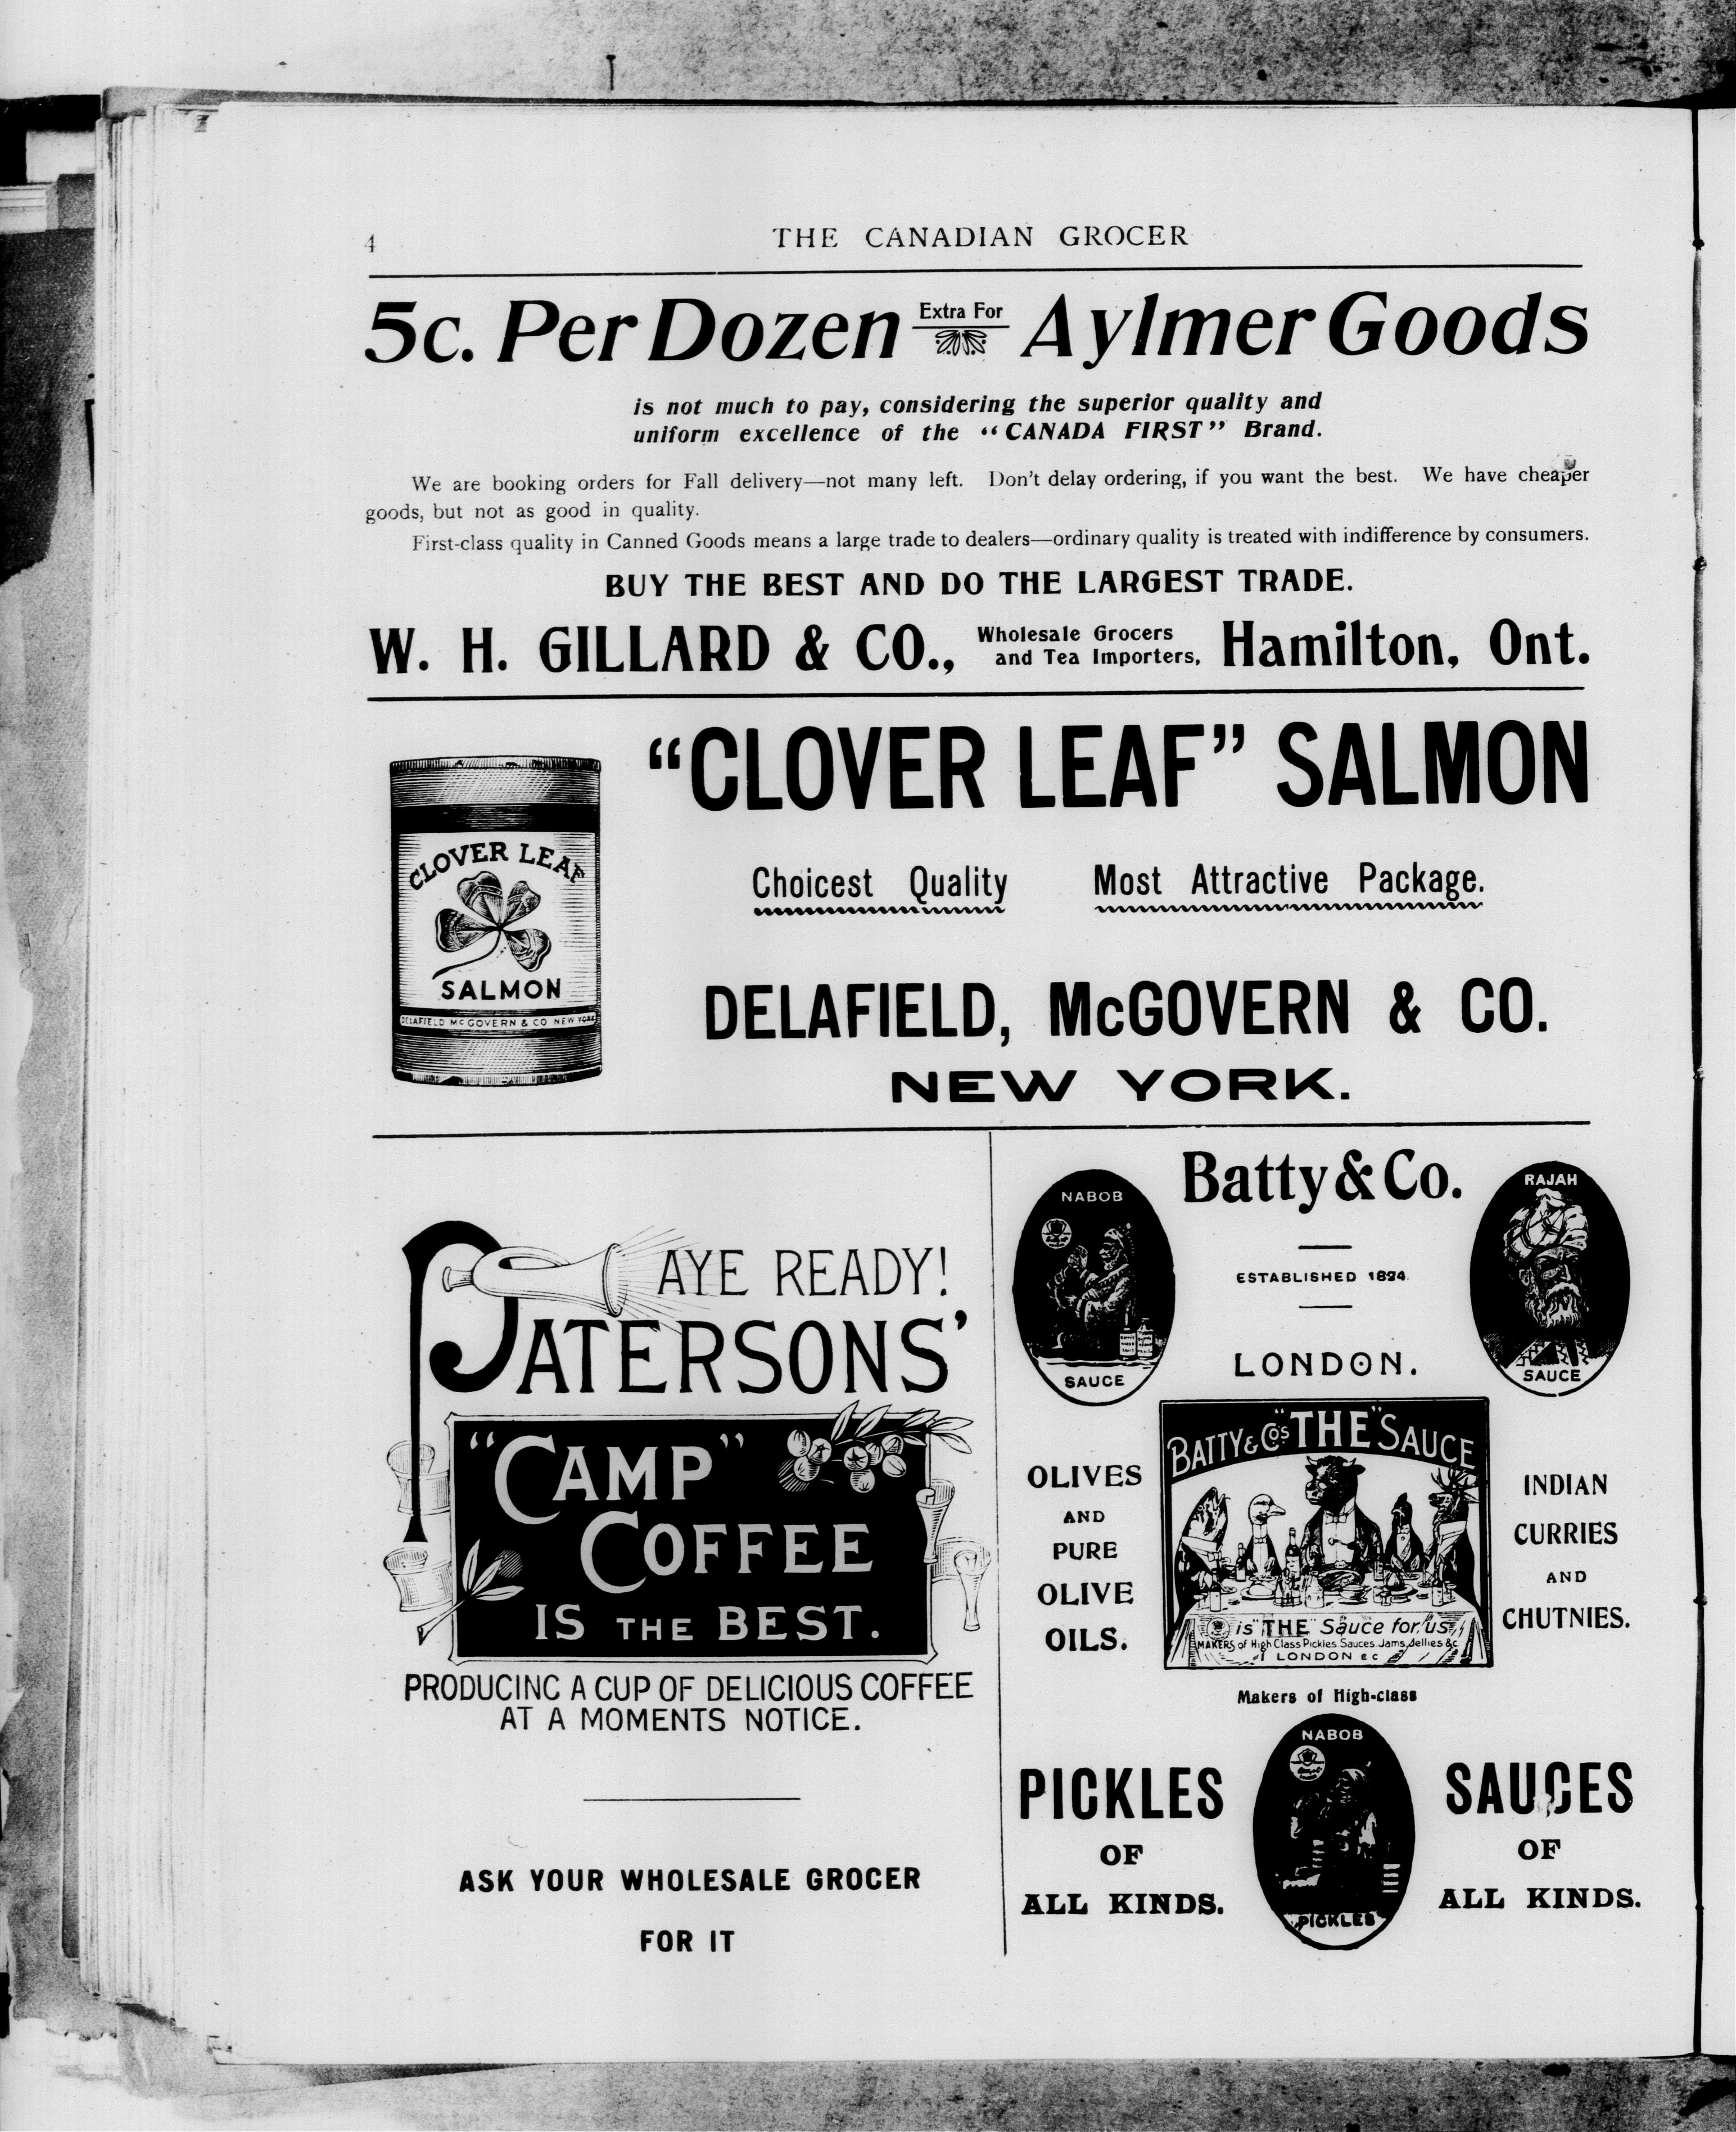 4
THE CANADIAN GROCER
5c. Per Dozen Extra For Aylmer Goods
is not much to pay, considering the superior quality and
uniform excellence of the “CANADA FIRST” Brand.
We are booking orders for Fall delivery—not many left. Don't delay ordering, if you want the best. We have cheaper
goods, but not as good in quality.
First-class quality in Canned Goods means a large trade to dealers—ordinary quality is treated with indifference by consumers.
BUY THE BEST AND DO THE LARGEST TRADE.
W. H. GILLARD & CO., Wholesale Grocers and Tea Importers, Hamilton, Ont.
“CLOVER LEAF” SALMON
CLOVER LEAF
SALMON
DELAFIELD McGOVERN & CO NEW YORK
Choicest Quality Most Attractive Package.
DELAFIELD, McGOVERN & CO.
NEW YORK.
AYE READY!
PATERSONS'
“CAMP”
COFFEE
IS THE BEST.
PRODUCING A CUP OF DELICIOUS COFFEE
AT A MOMENTS NOTICE.
ASK YOUR WHOLESALE GROCER
FOR IT
Batty & Co.
ESTABLISHED 1824.
LONDON.
NABOB
SAUCE
RAJAH
SAUCE
OLIVES
AND
PURE
OLIVE
OILS.
BATTY & Co's "THE" SAUCE
is "THE" Sauce for "us"
MAKERS of High Class Pickles Sauces Jams Jellies &c
LONDON EC
INDIAN
CURRIES
AND
CHUTNIES.
Makers of High-class
PICKLES
OF
ALL KINDS.
NABOB
PICKLES
SAUCES
OF
ALL KINDS.